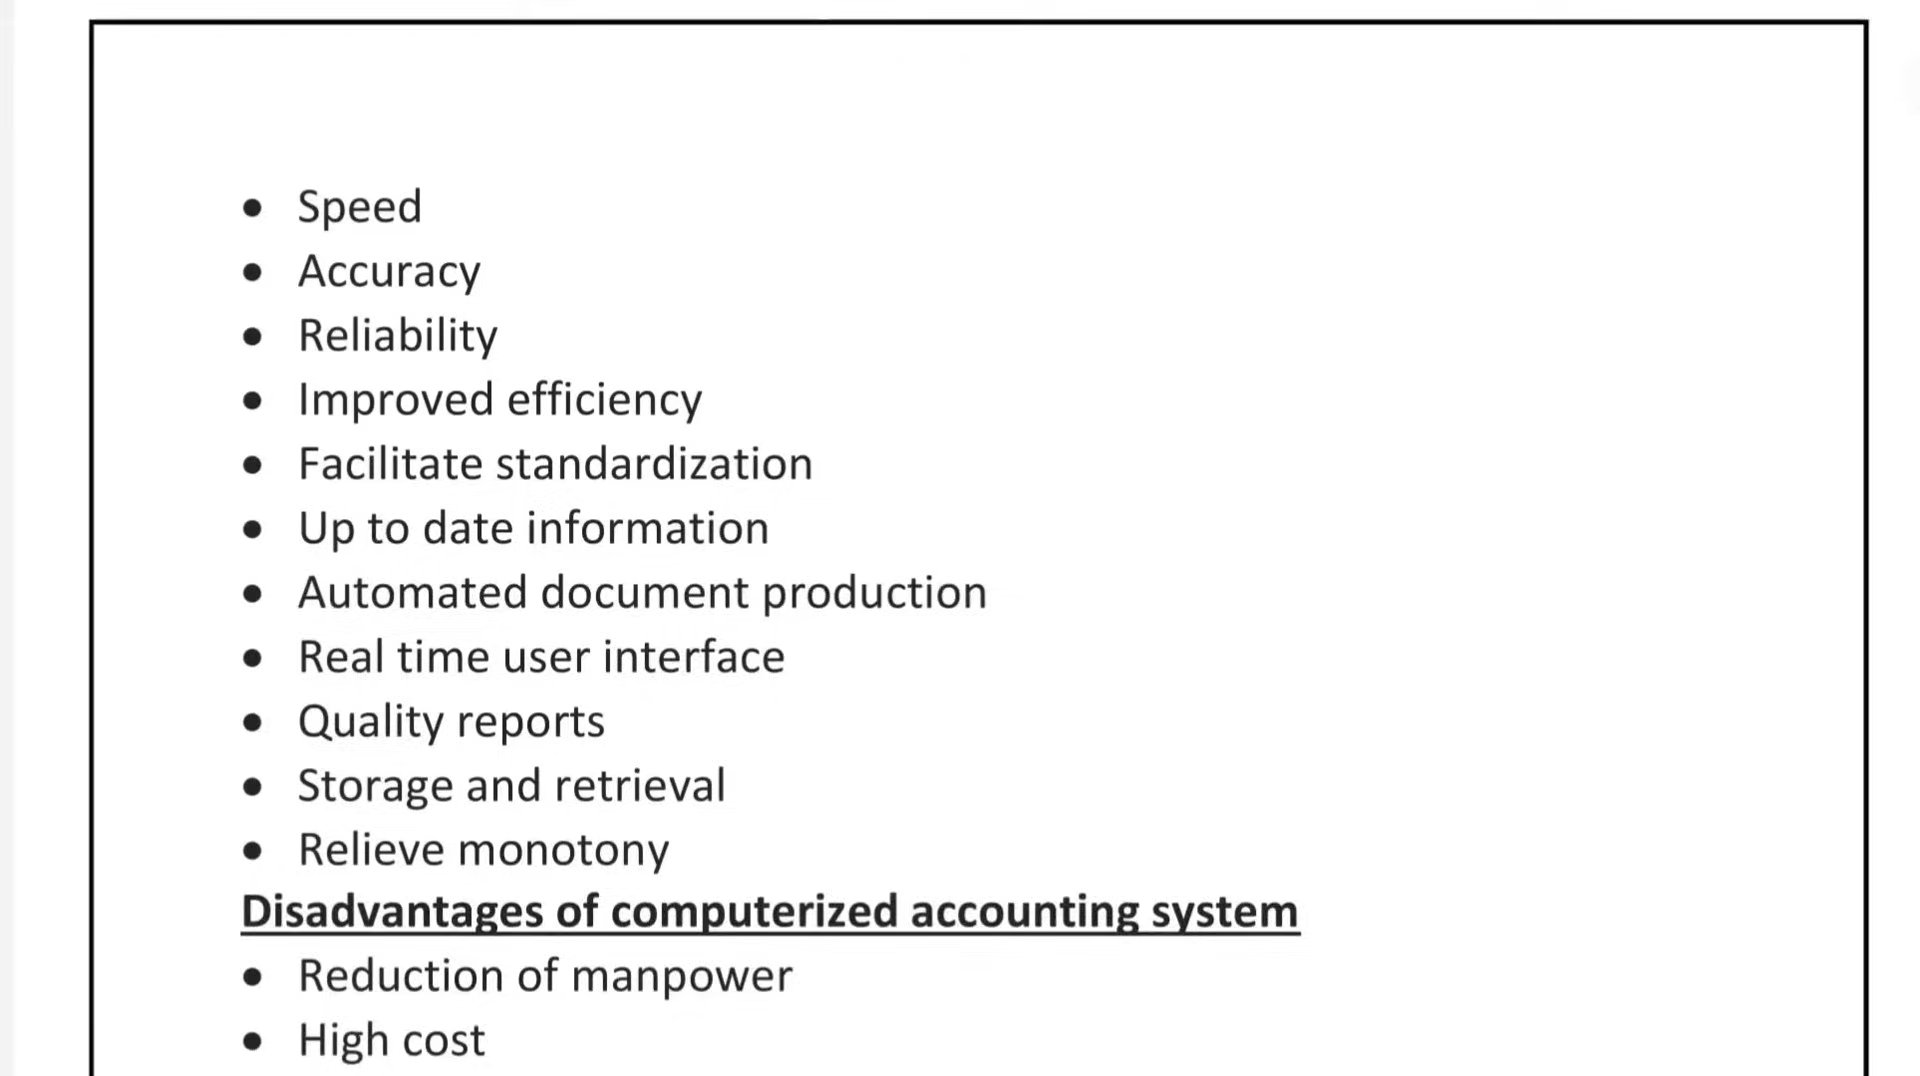 • Speed
• Accuracy
• Reliability
• Improved efficiency
• Facilitate standardization
• Up to date information
• Automated document production
• Real time user interface
• Quality reports
• Storage and retrieval
• Relieve monotony
Disadvantages of computerized accounting system
• Reduction of manpower
• High cost